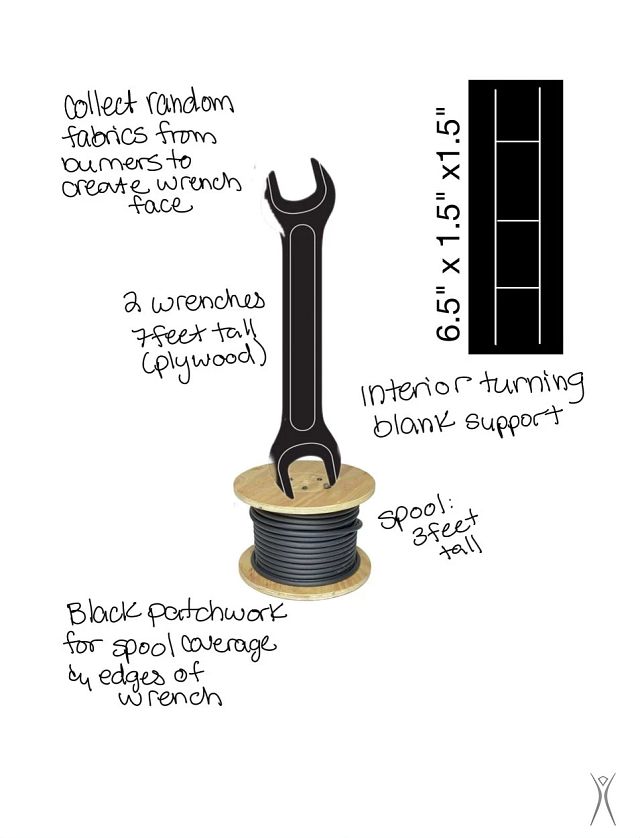 Collect random
fabrics from
burners to
create wrench
face
2 wrenches
7feet tall
(plywood)
6.5" x 1.5" x1.5"
Interior turning
blank support
Spool:
3feet
tall
Black patchwork
for spool coverage
& edges of
wrench